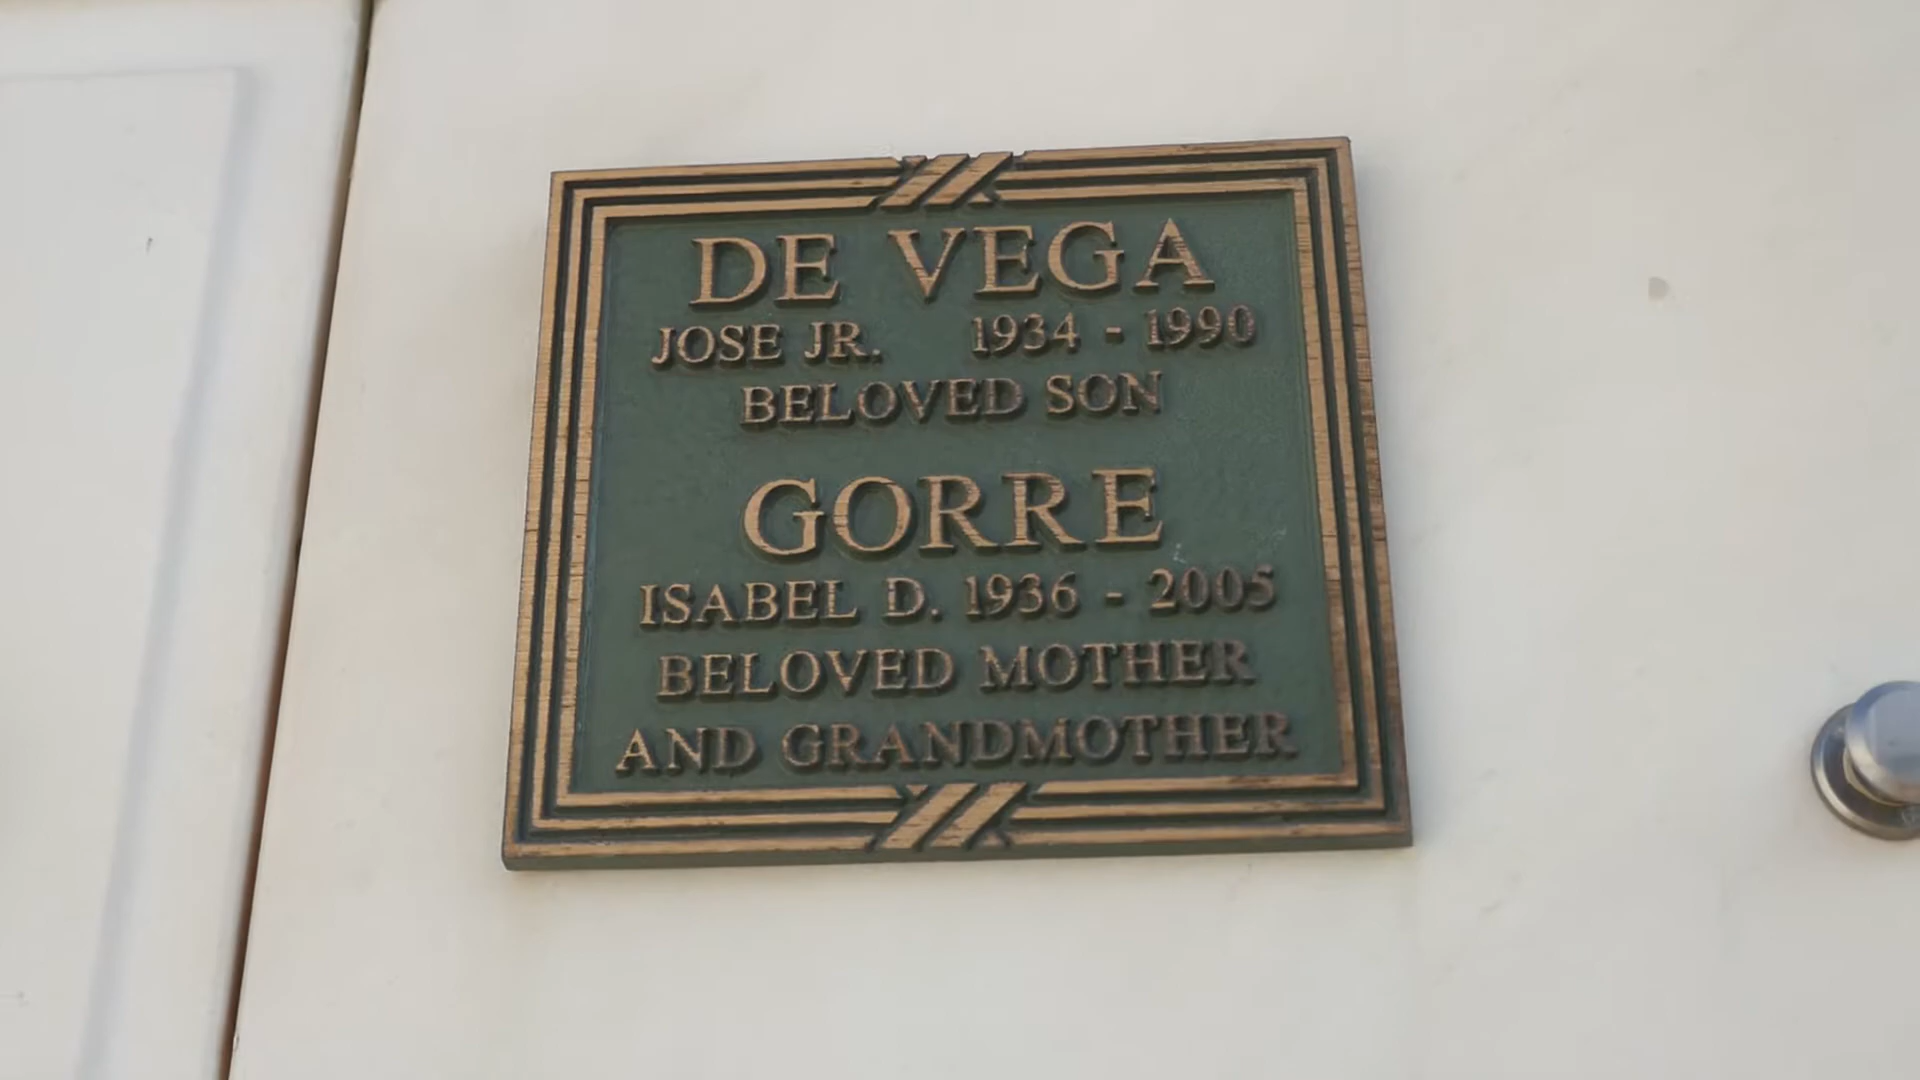 DE VEGA
JOSE JR. 1934 - 1990
BELOVED SON
GORRE
ISABEL D. 1936 - 2005
BELOVED MOTHER
AND GRANDMOTHER